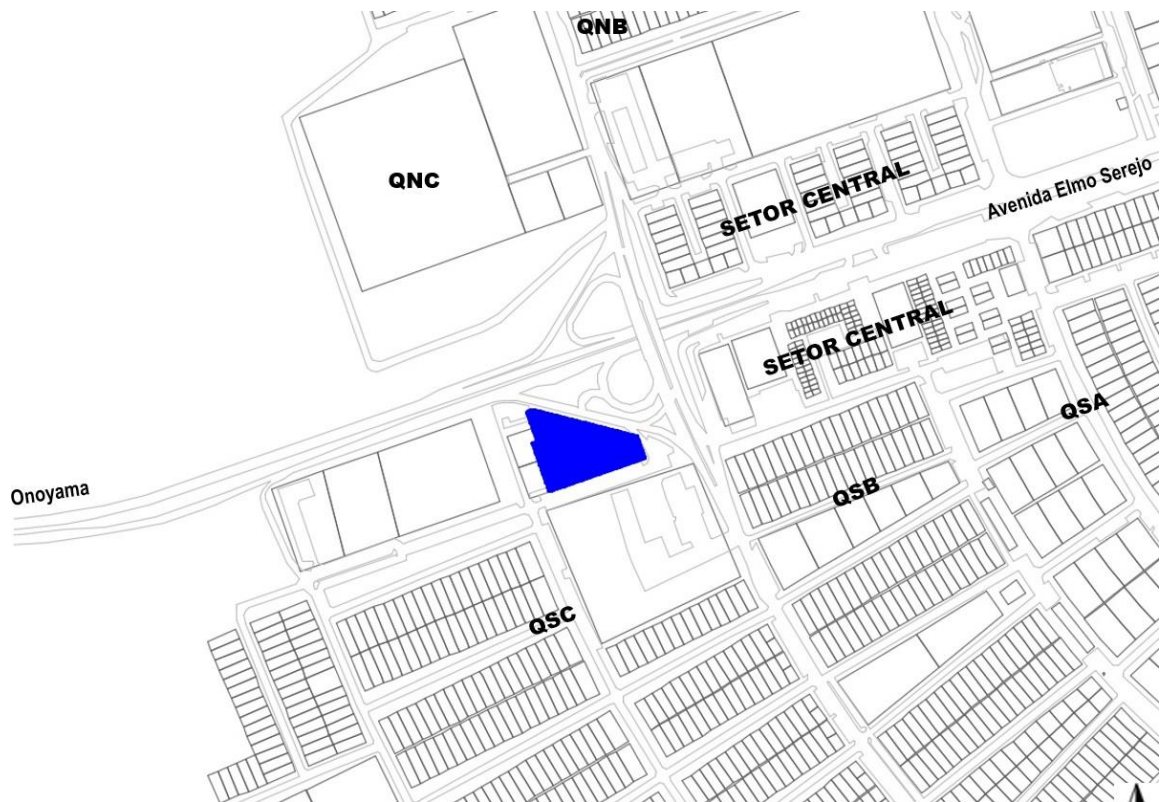 QNB
QNC
SETOR CENTRAL
Avenida Elmo Serejo
SETOR CENTRAL
QSA
Onoyama
QSB
QSC